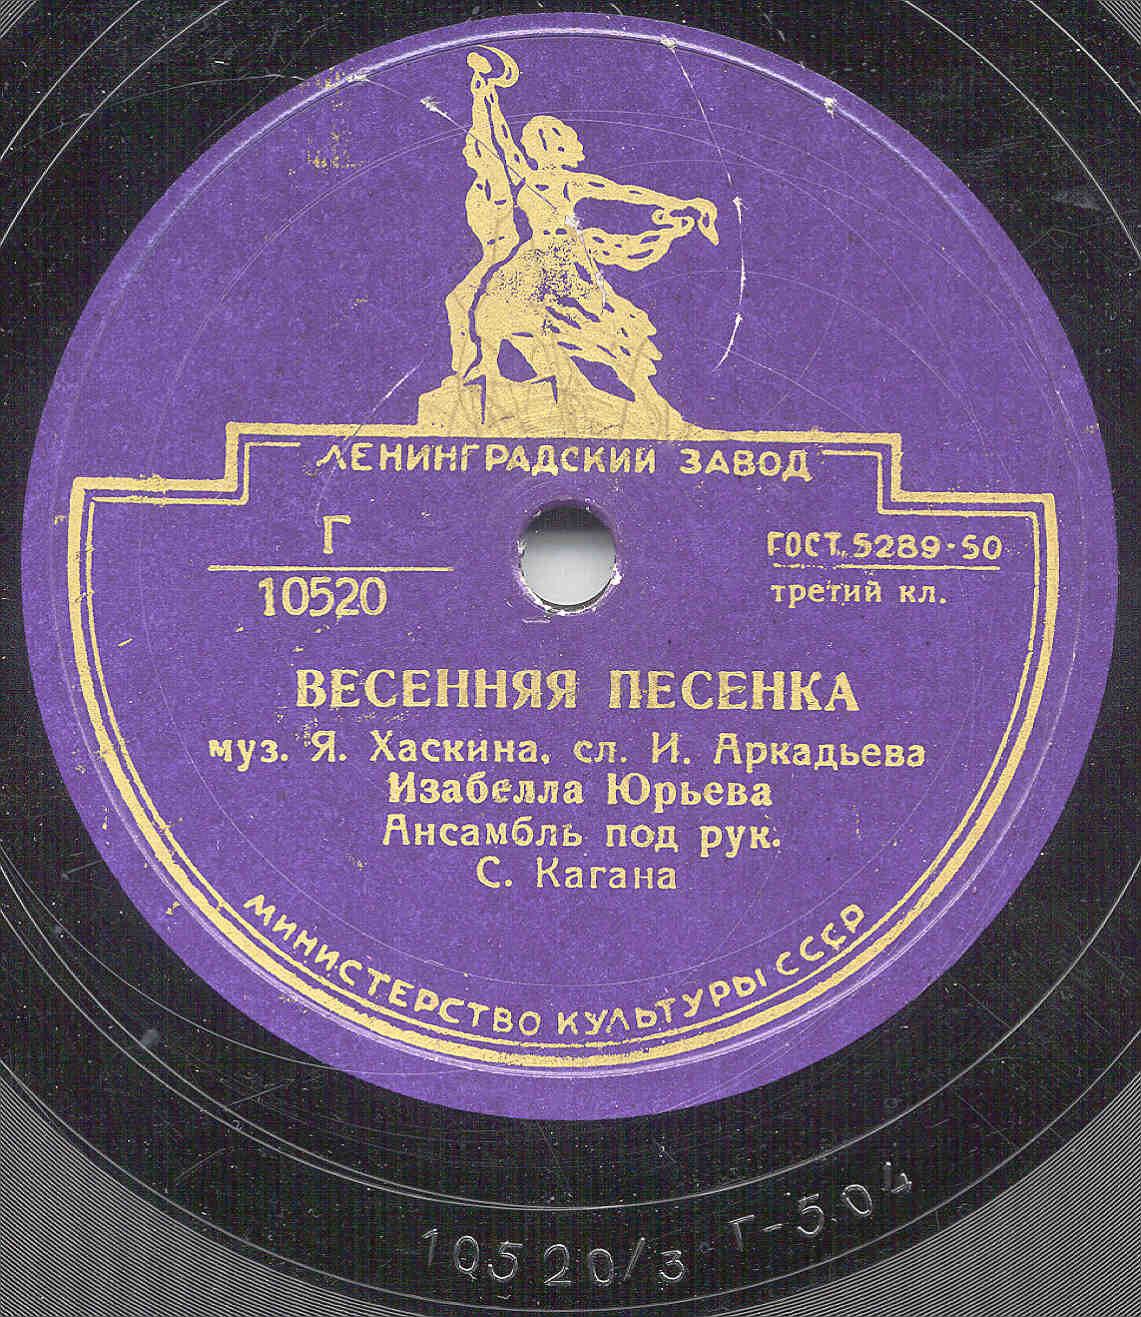 ЛЕНИНГРАДСКИЙ ЗАВОД
Г
10520
ГОСТ. 5289-50
третий кл.
ВЕСЕННЯЯ ПЕСЕНКА
муз. Я. Хаскина, сл. И. Аркадьева
Изабелла Юрьева
Ансамбль под рук.
С. Кагана
МИНИСТЕРСТВО КУЛЬТУРЫ СССР
10520/3 Г-504